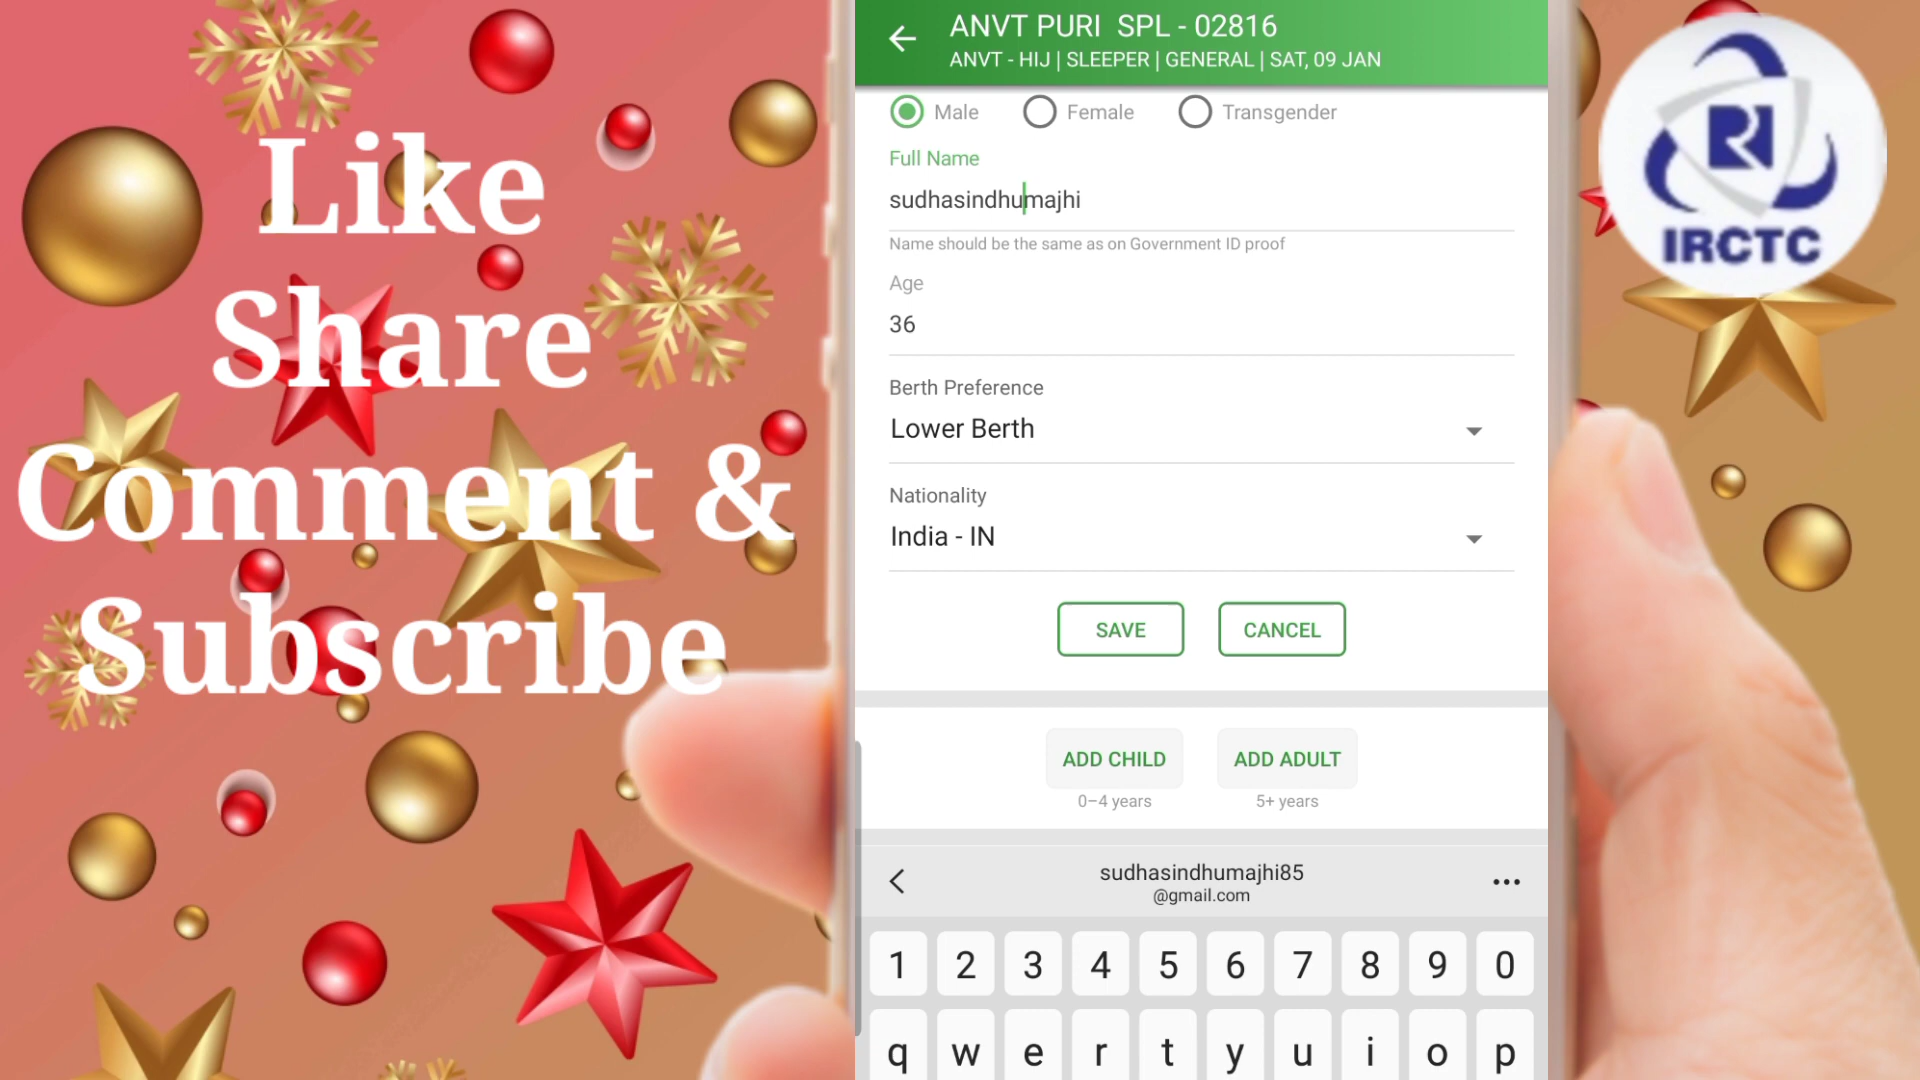 Like
Share
Comment &
Subscribe
ANVT PURI SPL - 02816
ANVT - HIJ | SLEEPER | GENERAL | SAT, 09 JAN
Male Female Transgender
Full Name
sudhasindhumajhi
Name should be the same as on Government ID proof
Age
36
Berth Preference
Lower Berth
Nationality
India - IN
SAVE CANCEL
ADD CHILD ADD ADULT
0–4 years 5+ years
sudhasindhumajhi85
@gmail.com
1 2 3 4 5 6 7 8 9 0
q w e r t y u i o p
IRCTC